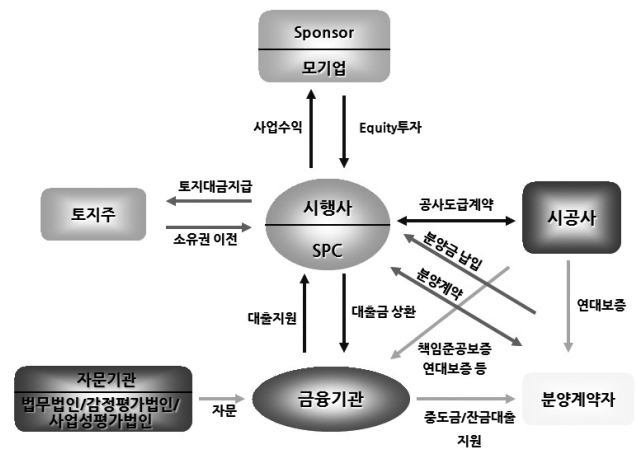 Sponsor
모기업
사업수익
Equity투자
토지대금지급
토지주
소유권 이전
시행사
SPC
공사도급계약
시공사
분양금 납입
분양계약
연대보증
대출지원
대출금 상환
책임준공보증
연대보증 등
자문기관
법무법인/감정평가법인/
사업성평가법인
자문
금융기관
중도금/잔금대출
지원
분양계약자